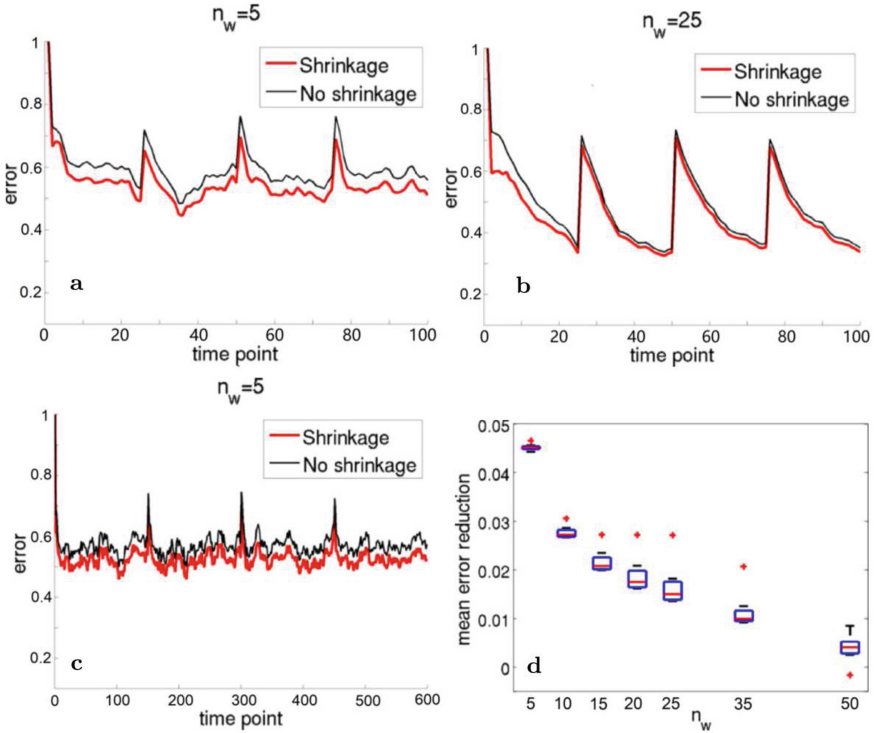 n_w=5
1
0.8
0.6
0.4
0.2
error
Shrinkage
No shrinkage
a
0 20 40 60 80 100
time point
n_w=25
1
0.8
0.6
0.4
0.2
error
Shrinkage
No shrinkage
b
0 20 40 60 80 100
time point
n_w=5
1
0.8
0.6
0.4
0.2
error
Shrinkage
No shrinkage
c
0 100 200 300 400 500 600
time point
0.05
0.04
0.03
0.02
0.01
0
mean error reduction
d
5 10 15 20 25 35 50
n_w